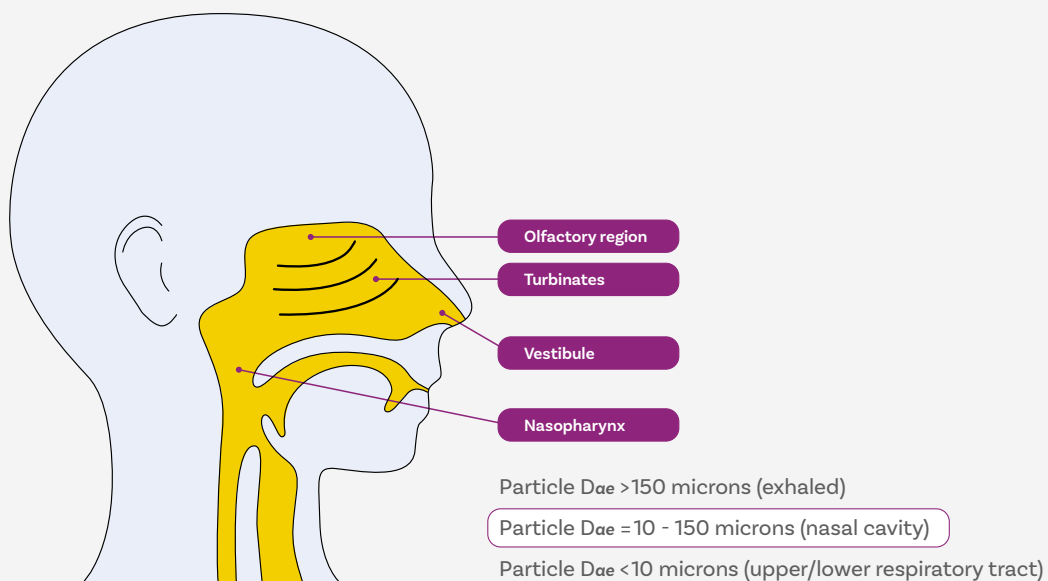 Olfactory region
Turbinates
Vestibule
Nasopharynx
Particle Dae >150 microns (exhaled)
Particle Dae =10 - 150 microns (nasal cavity)
Particle Dae <10 microns (upper/lower respiratory tract)